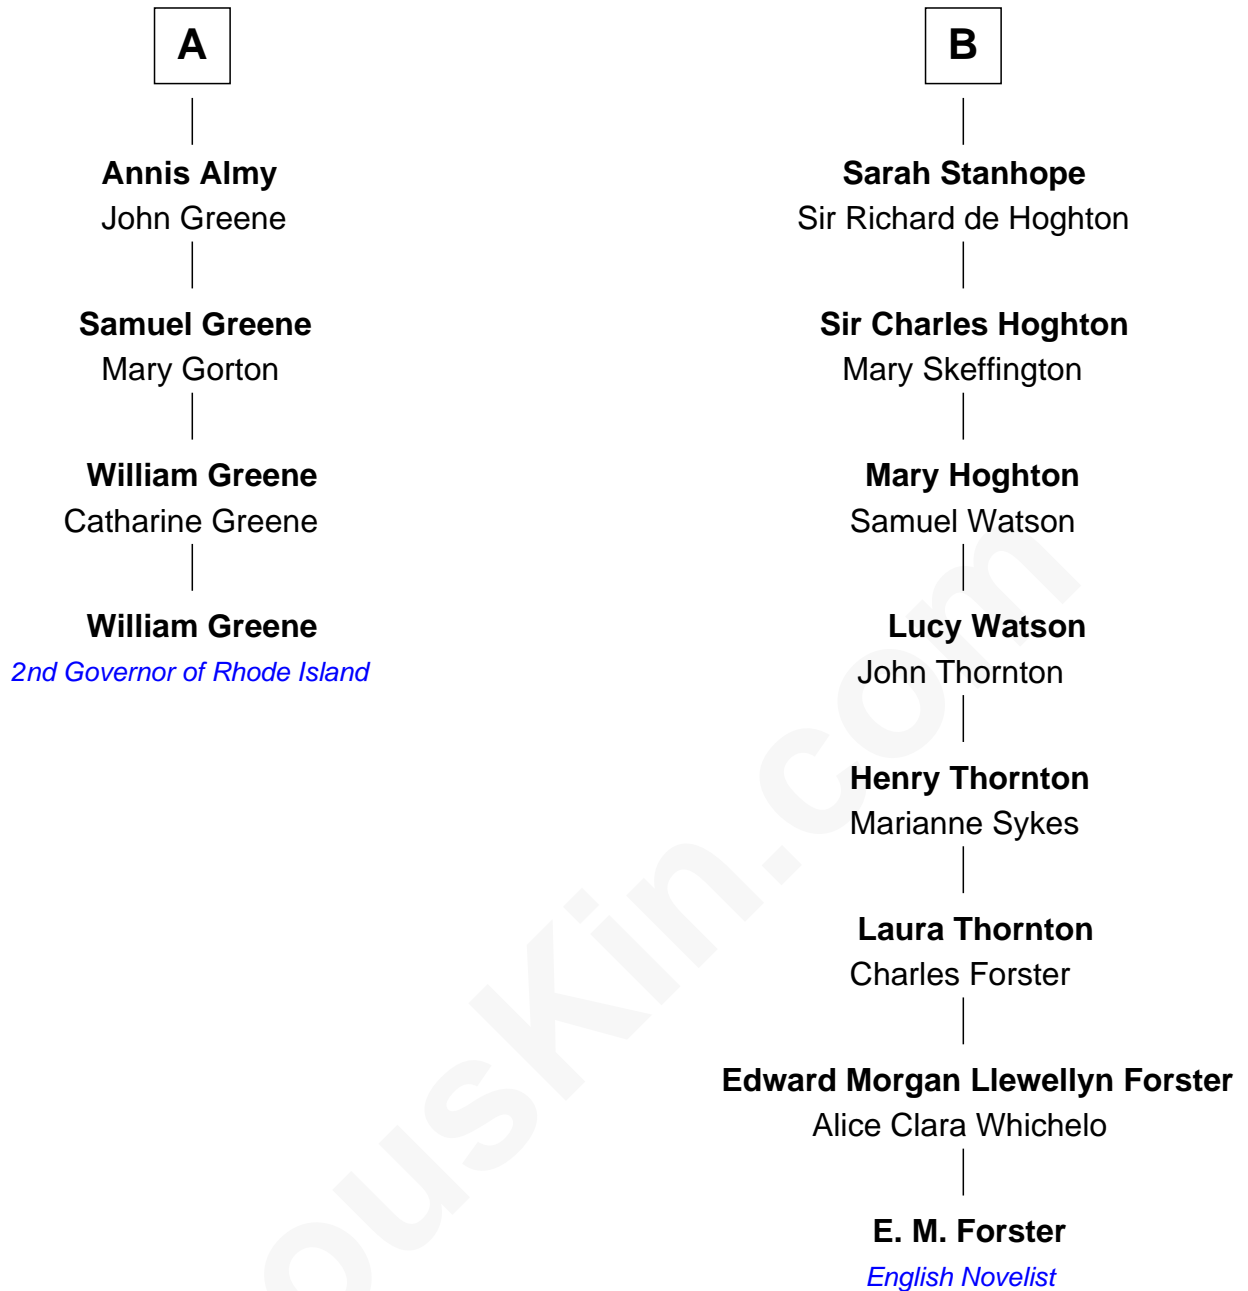 A
Annis Almy
John Greene
Samuel Greene
Mary Gorton
William Greene
Catharine Greene
William Greene
2nd Governor of Rhode Island
B
Sarah Stanhope
Sir Richard de Hoghton
Sir Charles Hoghton
Mary Skeffington
Mary Hoghton
Samuel Watson
Lucy Watson
John Thornton
Henry Thornton
Marianne Sykes
Laura Thornton
Charles Forster
Edward Morgan Llewellyn Forster
Alice Clara Whichelo
E. M. Forster
English Novelist
ousKin.com